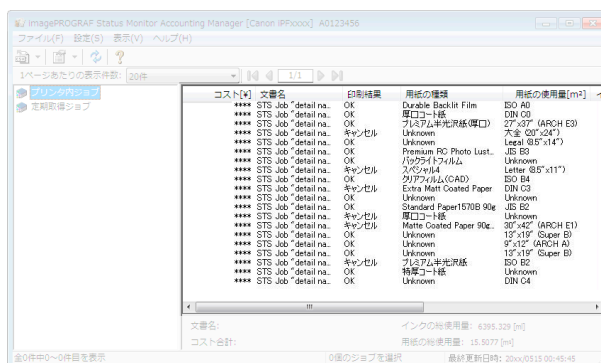 imagePROGRAF Status Monitor Accounting Manager [Canon iPFxxxx] A0123456
ファイル(F) 設定(S) 表示(V) ヘルプ(H)
1ページあたりの表示件数: 20件 1/1
プリンタ内ジョブ
定期取得ジョブ
コスト[¥] 文書名 印刷結果 用紙の種類 用紙の使用量[m²] イ
**** STS Job "detail na... OK Durable Backlit Film ISO A0
**** STS Job "detail na... OK 厚口コート紙 DIN C0
**** STS Job "detail na... OK プレミアム半光沢紙(厚口) 27"x37" (ARCH E3)
**** STS Job "detail na... キャンセル Unknown 大全 (20"x24")
**** STS Job "detail na... OK Unknown Legal (8.5"x14")
**** STS Job "detail na... OK Premium RC Photo Lust... JIS B3
**** STS Job "detail na... OK バックライトフィルム Unknown
**** STS Job "detail na... キャンセル スペシャル4 Letter (8.5"x11")
**** STS Job "detail na... OK クリアフィルム(CAD) ISO B4
**** STS Job "detail na... キャンセル Extra Matt Coated Paper DIN C3
**** STS Job "detail na... OK Unknown Unknown
**** STS Job "detail na... OK Standard Paper1570B 90g JIS B2
**** STS Job "detail na... キャンセル 厚口コート紙 Unknown
**** STS Job "detail na... OK Matte Coated Paper 90g... 30"x42" (ARCH E1)
**** STS Job "detail na... OK Unknown 13"x19" (Super B)
**** STS Job "detail na... OK Unknown 9"x12" (ARCH A)
**** STS Job "detail na... OK Unknown 13"x19" (Super B)
**** STS Job "detail na... キャンセル プレミアム半光沢紙 ISO B2
**** STS Job "detail na... OK 特厚コート紙 Unknown
**** STS Job "detail na... OK Unknown DIN C4
文書名: インクの総使用量: 6395.329 [ml]
コスト合計: 用紙の総使用量: 15.5077 [m²]
全0件中0～0件目を表示 0個のジョブを選択 最終更新日時: 20xx/0915 00:45:45